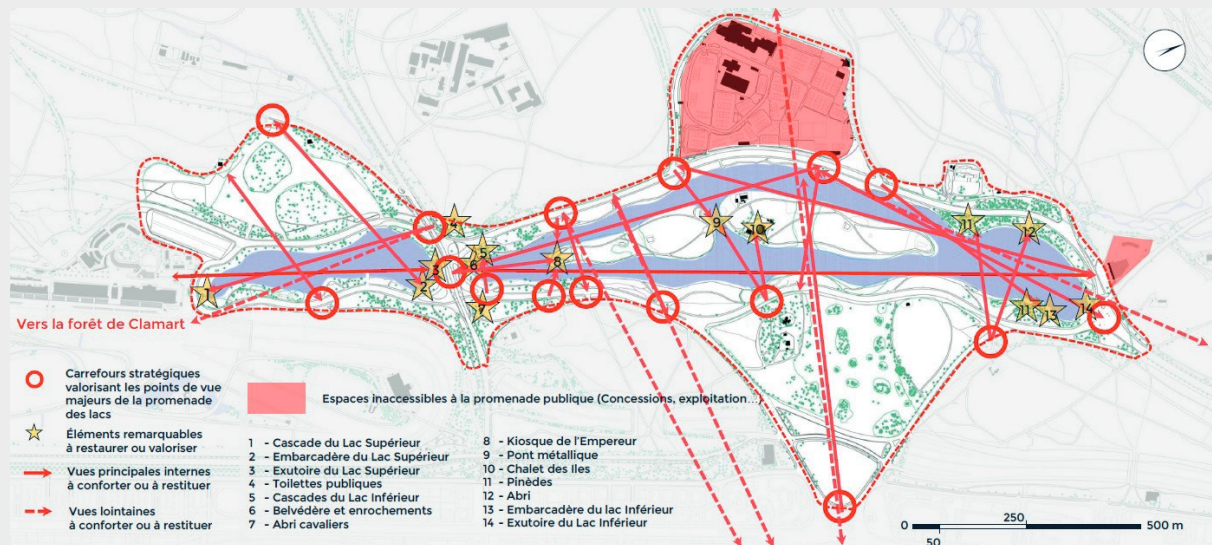 9
10
11
12
4
5
6
3
8
2
1
7
11
13
14
Vers la forêt de Clamart
Carrefours stratégiques
valorisant les points de vue
majeurs de la promenade
des lacs
Éléments remarquables
à restaurer ou valoriser
Vues principales internes
à conforter ou à restituer
Vues lointaines
à conforter ou à restituer
Espaces inaccessibles à la promenade publique (Concessions, exploitation...)
1 - Cascade du Lac Supérieur
2 - Embarcadère du Lac Supérieur
3 - Exutoire du Lac Supérieur
4 - Toilettes publiques
5 - Cascades du Lac Inférieur
6 - Belvédère et enrochements
7 - Abri cavaliers
8 - Kiosque de l'Empereur
9 - Pont métallique
10 - Chalet des Iles
11 - Pinèdes
12 - Abri
13 - Embarcadère du lac Inférieur
14 - Exutoire du Lac Inférieur
0 250 500 m
50